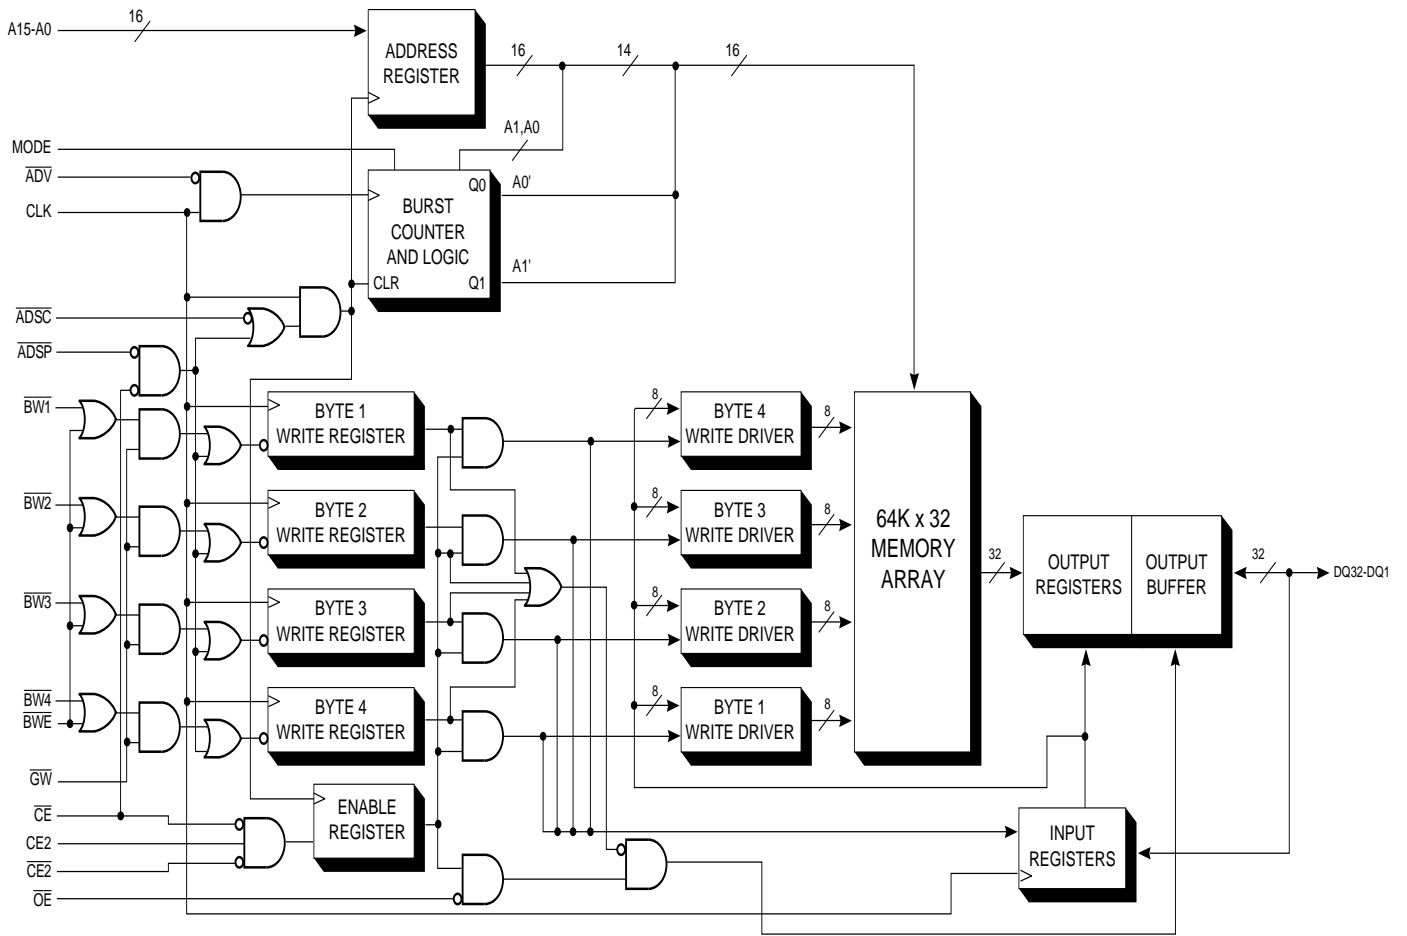 A15-A0
16
ADDRESS
REGISTER
16
14
16
MODE
A1,A0
ADV
CLK
BURST
COUNTER
AND LOGIC
Q0
A0'
CLR
Q1
A1'
ADSC
ADSP
BW1
BYTE 1
WRITE REGISTER
8
BYTE 4
WRITE DRIVER
8
BW2
BYTE 2
WRITE REGISTER
8
BYTE 3
WRITE DRIVER
8
64K x 32
MEMORY
ARRAY
32
OUTPUT
REGISTERS
OUTPUT
BUFFER
32
DQ32-DQ1
BW3
BYTE 3
WRITE REGISTER
8
BYTE 2
WRITE DRIVER
8
BW4
BWE
BYTE 4
WRITE REGISTER
8
BYTE 1
WRITE DRIVER
8
GW
CE
CE2
CE2
OE
ENABLE
REGISTER
INPUT
REGISTERS